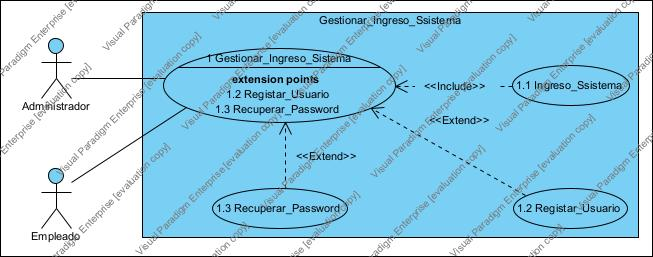 Gestionar_Ingreso_Ssistema
1 Gestionar_Ingreso_Sistema
extension points
1.2 Registar_Usuario
1.3 Recuperar_Password
<<Include>>
1.1 Ingreso_Ssistema
Administrador
<<Extend>>
<<Extend>>
1.3 Recuperar_Password
1.2 Registar_Usuario
Empleado
Visual Paradigm Enterprise [evaluation copy]